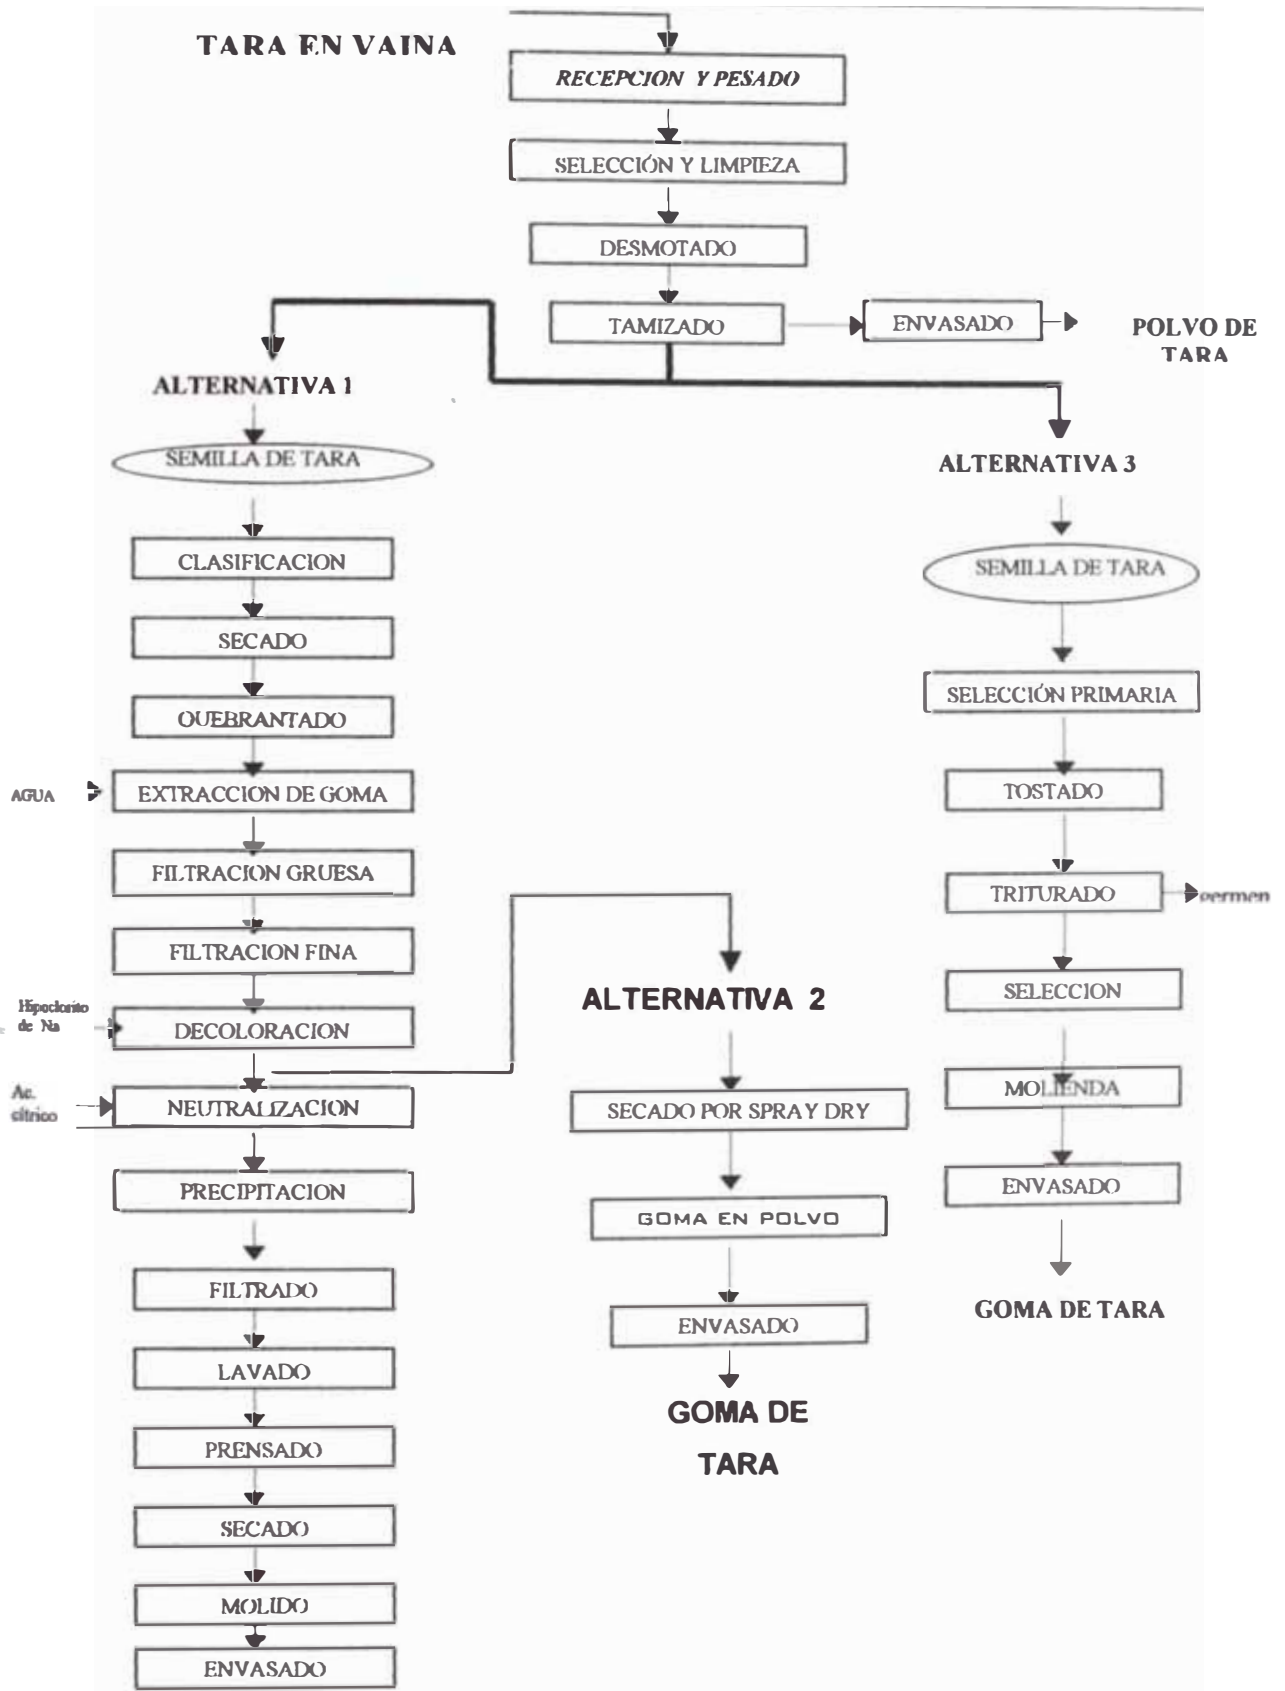 TARA EN VAINA
RECEPCION Y PESADO
SELECCIÓN Y LIMPIEZA
DESMOTADO
TAMIZADO
ENVASADO
POLVO DE
TARA
ALTERNATIVA 1
SEMILLA DE TARA
CLASIFICACION
SECADO
QUEBRANTADO
AGUA
EXTRACCION DE GOMA
FILTRACION GRUESA
FILTRACION FINA
Hipoclorito
de Na
DECOLORACION
Ac.
cítrico
NEUTRALIZACION
PRECIPITACION
FILTRADO
LAVADO
PRENSADO
SECADO
MOLIDO
ENVASADO
ALTERNATIVA 2
SECADO POR SPRAY DRY
GOMA EN POLVO
ENVASADO
GOMA DE
TARA
ALTERNATIVA 3
SEMILLA DE TARA
SELECCIÓN PRIMARIA
TOSTADO
TRITURADO
germen
SELECCION
MOLIENDA
ENVASADO
GOMA DE TARA